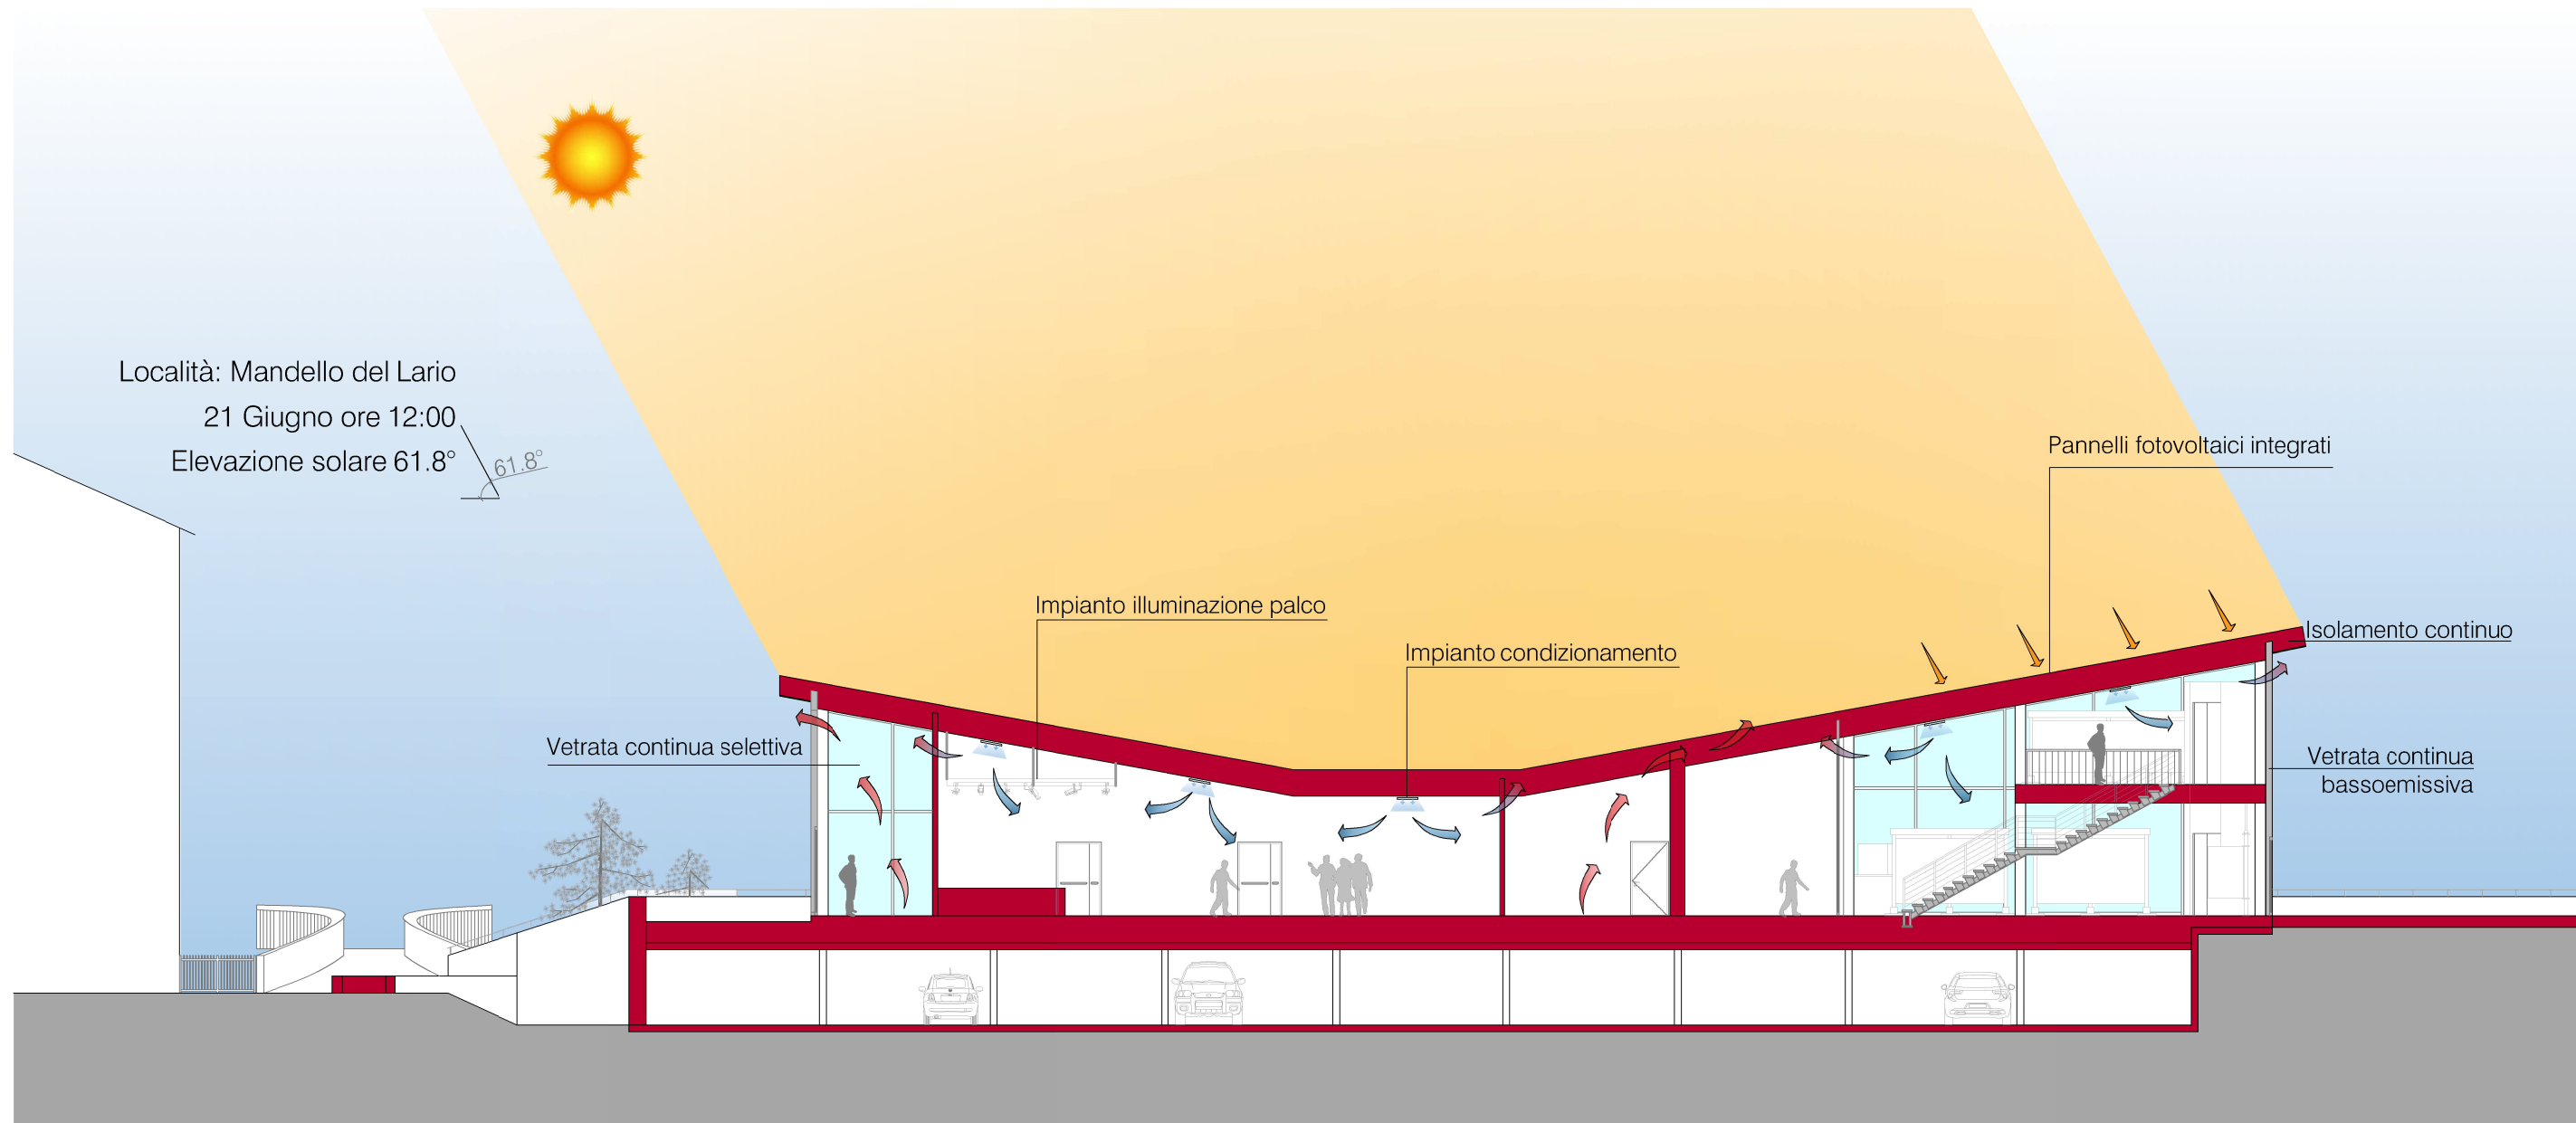 Località: Mandello del Lario
21 Giugno ore 12:00
Elevazione solare 61.8°
61.8°
Pannelli fotovoltaici integrati
Impianto illuminazione palco
Isolamento continuo
Impianto condizionamento
Vetrata continua selettiva
Vetrata continua
bassoemissiva